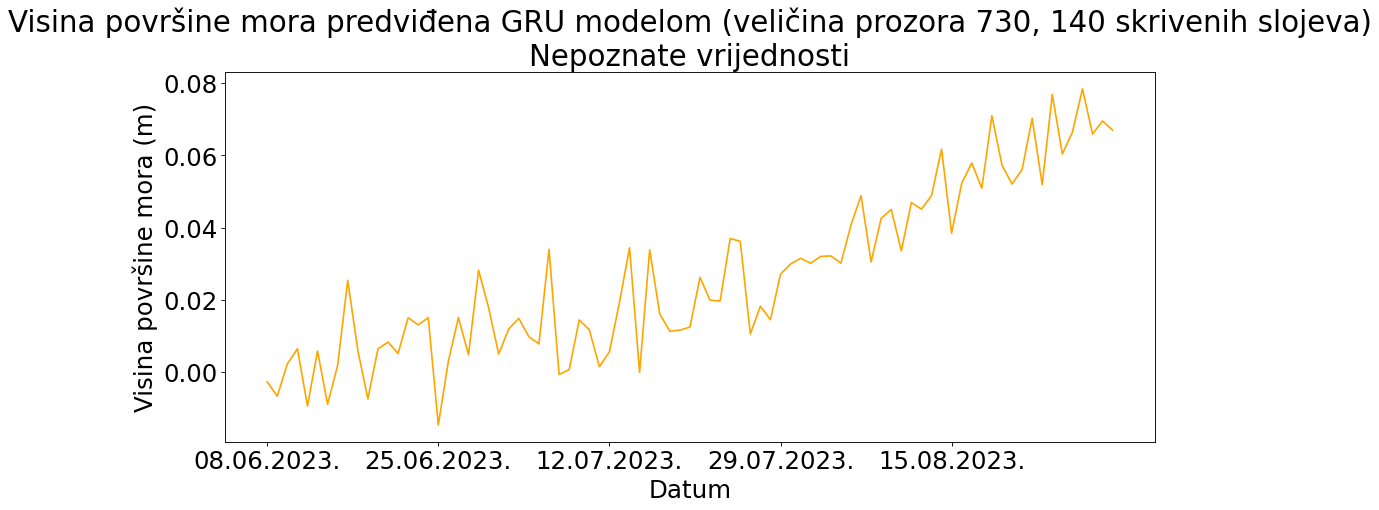 Visina površine mora predviđena GRU modelom (veličina prozora 730, 140 skrivenih slojeva)
Nepoznate vrijednosti
Visina površine mora (m)
0.08
0.06
0.04
0.02
0.00
08.06.2023. 25.06.2023. 12.07.2023. 29.07.2023. 15.08.2023.
Datum